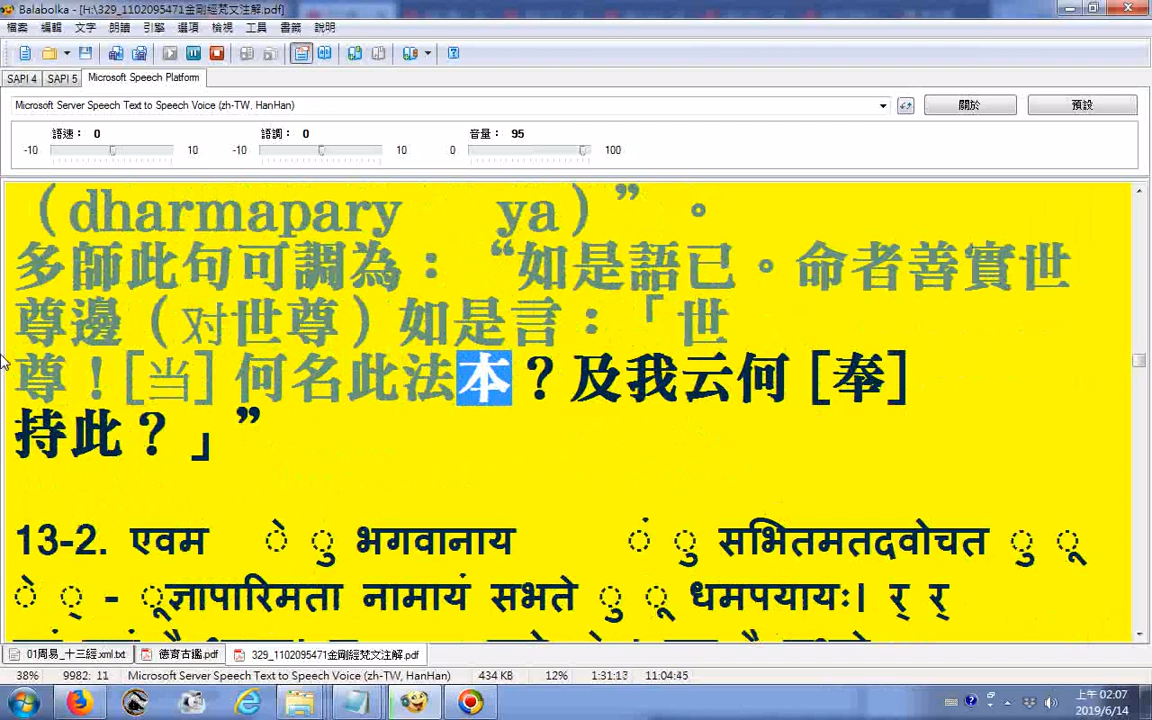 Balabolka - [H:\329_1102095471金剛經梵文注解.pdf]
檔案 編輯 文字 朗讀 引擎 選項 檢視 工具 書籤 說明
SAPI 4 SAPI 5 Microsoft Speech Platform
Microsoft Server Speech Text to Speech Voice (zh-TW, HanHan) 關於 預設
語速： 0 語調： 0 音量： 95
-10 10 -10 10 0 100
（dharmapary ya）” 。
多師此句可調為：“如是語已。命者善實世
尊邊（对世尊）如是言：「世
尊！[当] 何名此法本？及我云何 [奉]
持此？」”
13-2. एवम े ु भगवानाय ं ु सभितमतदवोचत ु ू
े ् - ूज्ञापारिमता नामायं सभते ु ू धमपयायः। र् र्
01周易_十三經.xml.txt 德育古鑑.pdf 329_1102095471金剛經梵文注解.pdf
38% 9982: 11 Microsoft Server Speech Text to Speech Voice (zh-TW, HanHan) 434 KB 12% 1:31:13 11:04:45
上午 02:07
2019/6/14